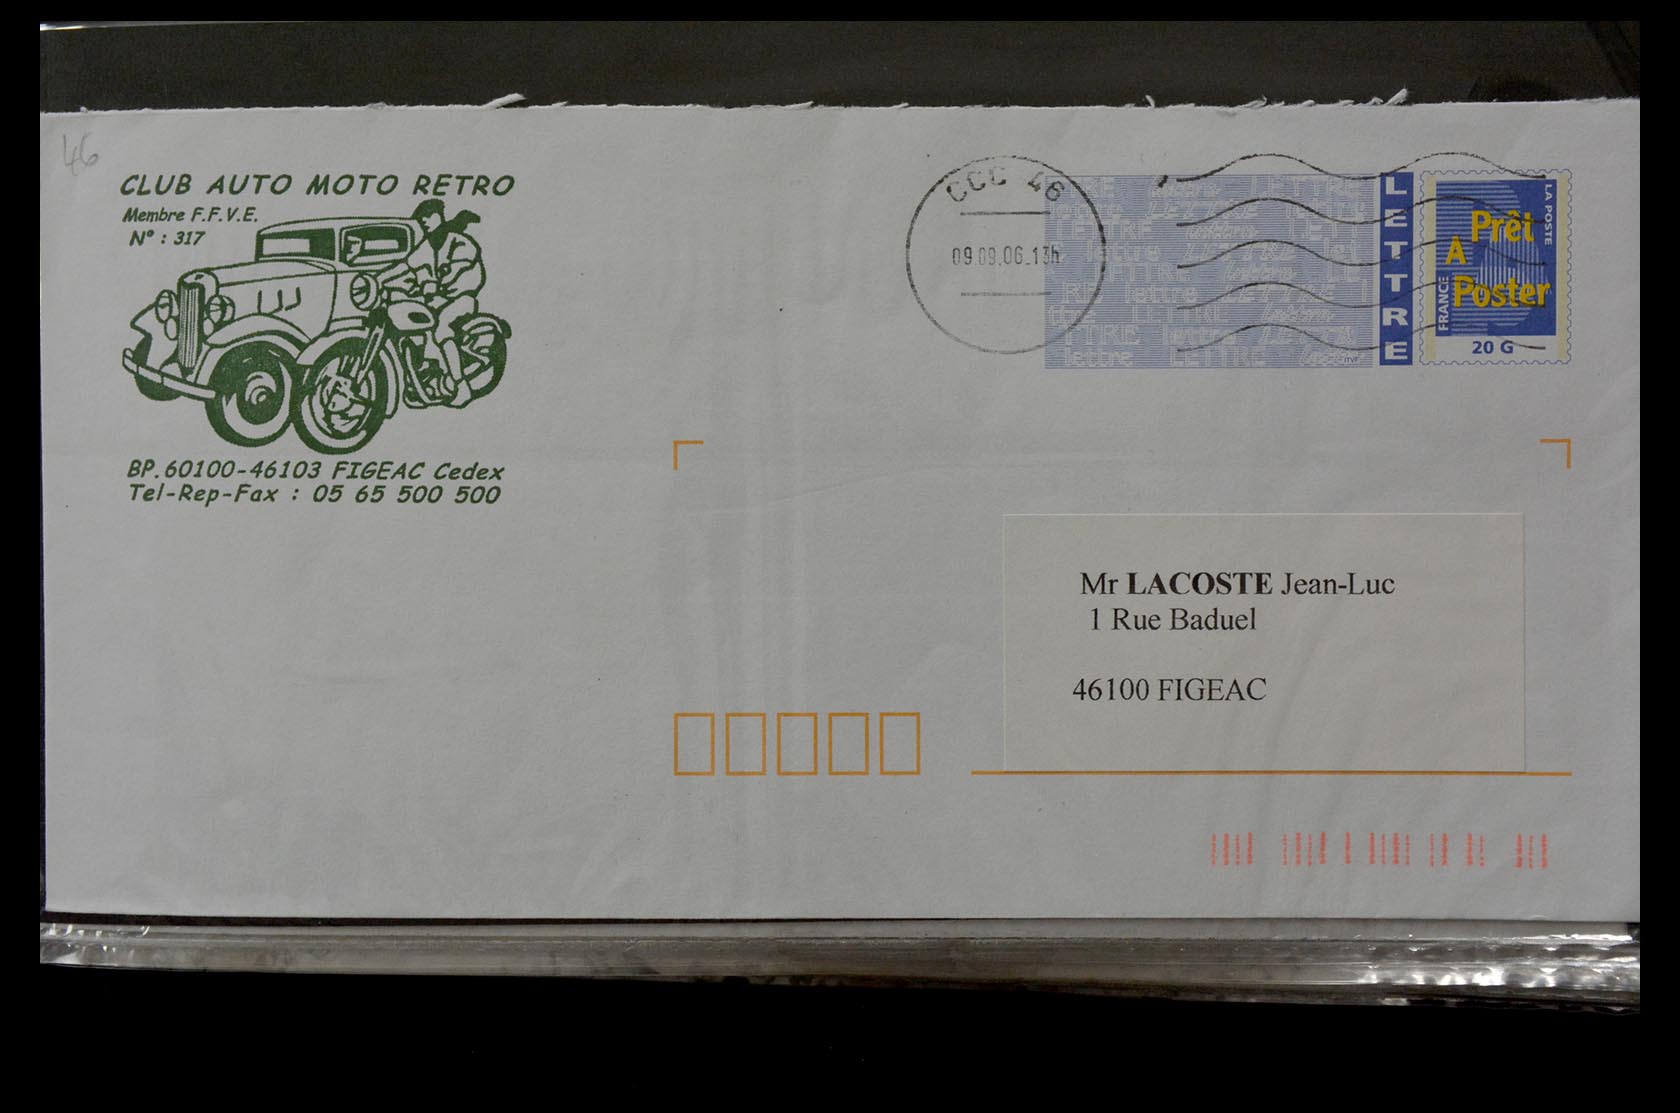 46
CLUB AUTO MOTO RETRO
Membre F.F.V.E.
N° : 317
BP.60100-46103 FIGEAC Cedex
Tel-Rep-Fax : 05 65 500 500
CCC 46
09.09.06.13h
LETTRE
LA POSTE
Prêt
A
Poster
FRANCE
20 G
Mr LACOSTE Jean-Luc
1 Rue Baduel
46100 FIGEAC